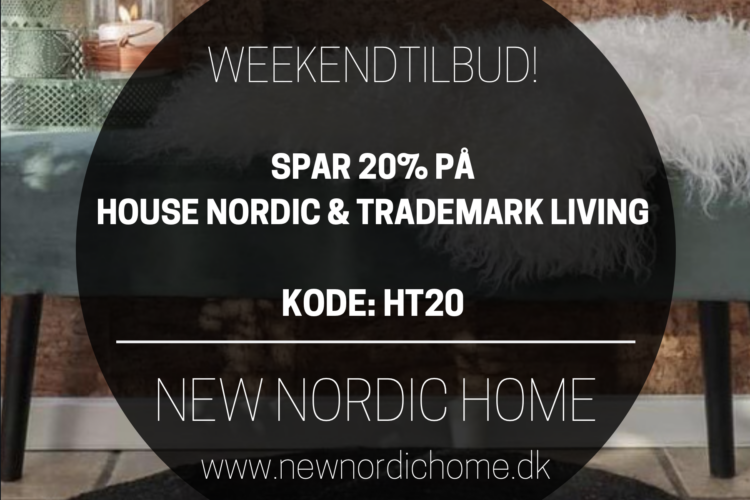 WEEKENDTILBUD!
SPAR 20% PÅ
HOUSE NORDIC & TRADEMARK LIVING
KODE: HT20
NEW NORDIC HOME
www.newnordichome.dk